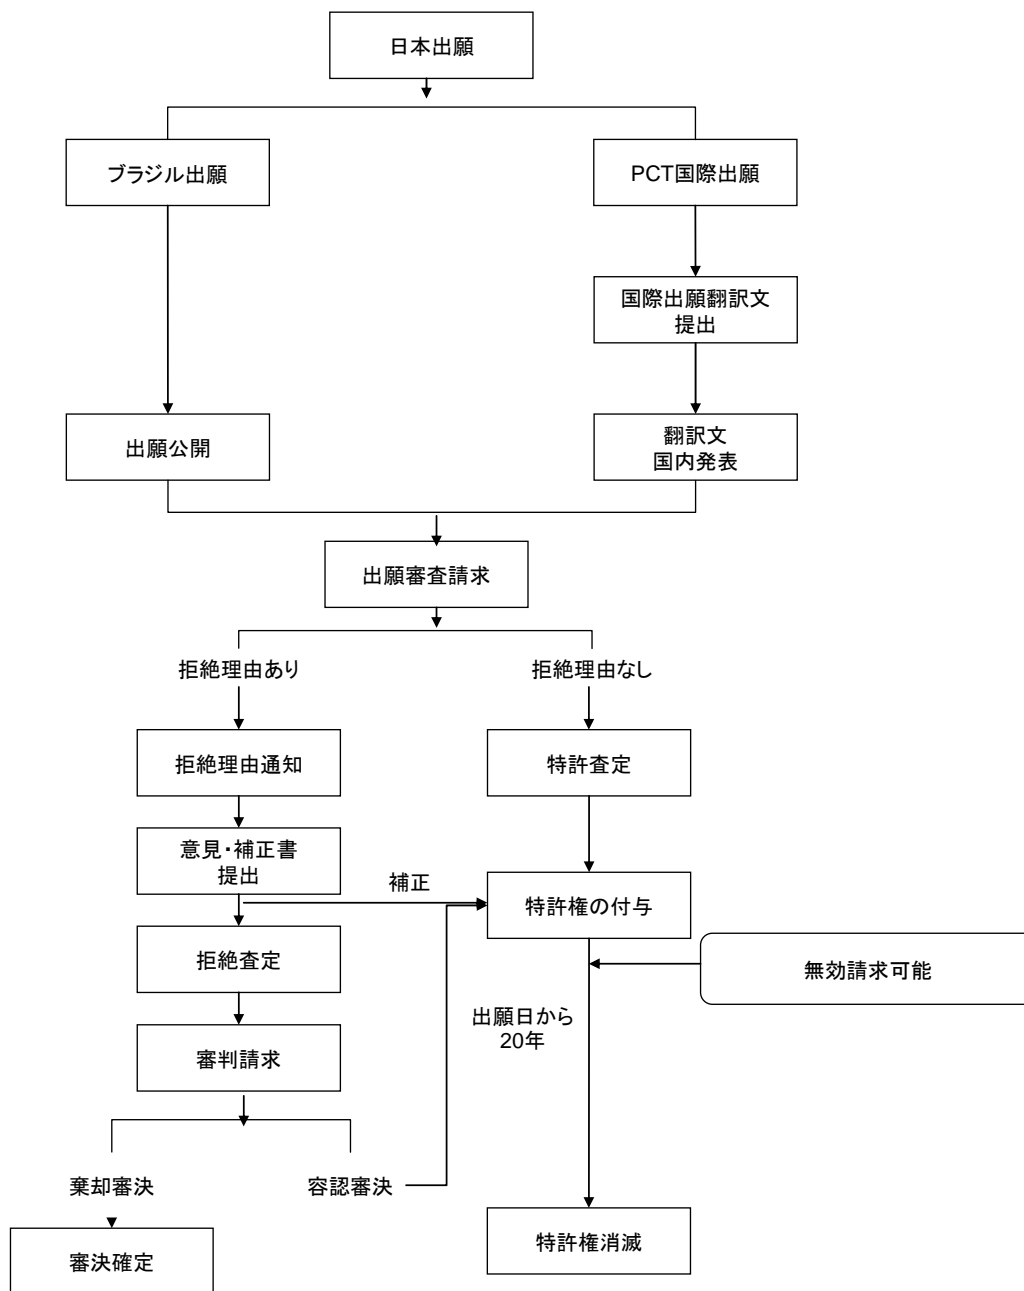 日本出願
ブラジル出願
PCT国際出願
国際出願翻訳文
提出
出願公開
翻訳文
国内発表
出願審査請求
拒絶理由あり
拒絶理由なし
拒絶理由通知
特許査定
意見・補正書
提出
補正
特許権の付与
拒絶査定
無効請求可能
出願日から
20年
審判請求
棄却審決
容認審決
審決確定
特許権消滅